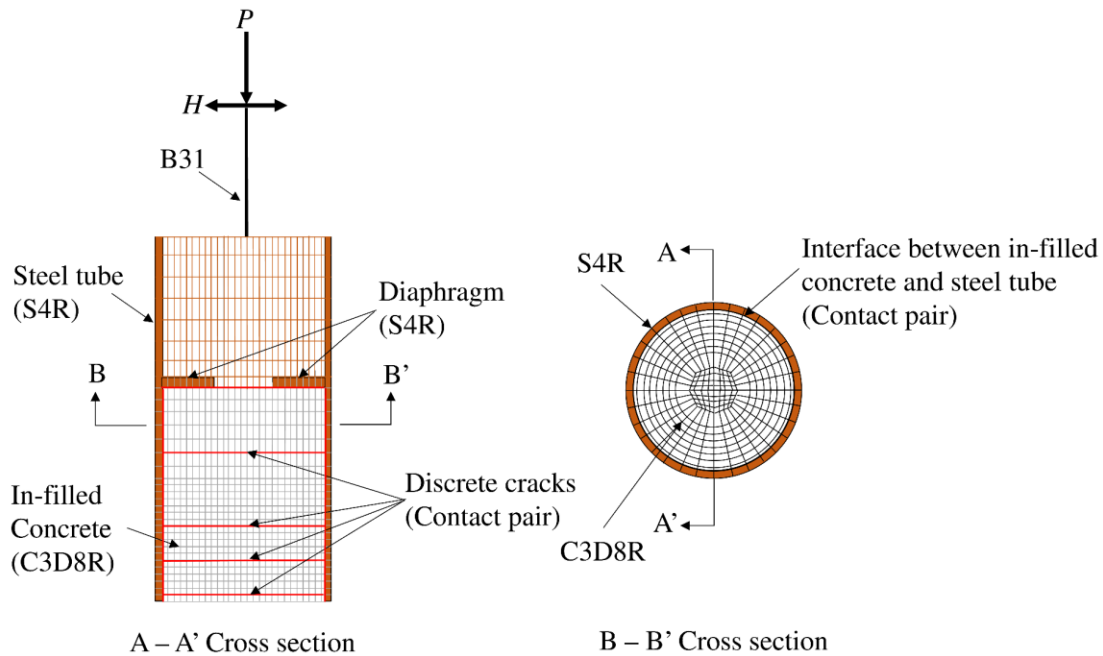 P
H
B31
Steel tube
(S4R)
Diaphragm
(S4R)
B
B’
In-filled
Concrete
(C3D8R)
Discrete cracks
(Contact pair)
A – A’ Cross section
S4R
A
Interface between in-filled
concrete and steel tube
(Contact pair)
A’
C3D8R
B – B’ Cross section